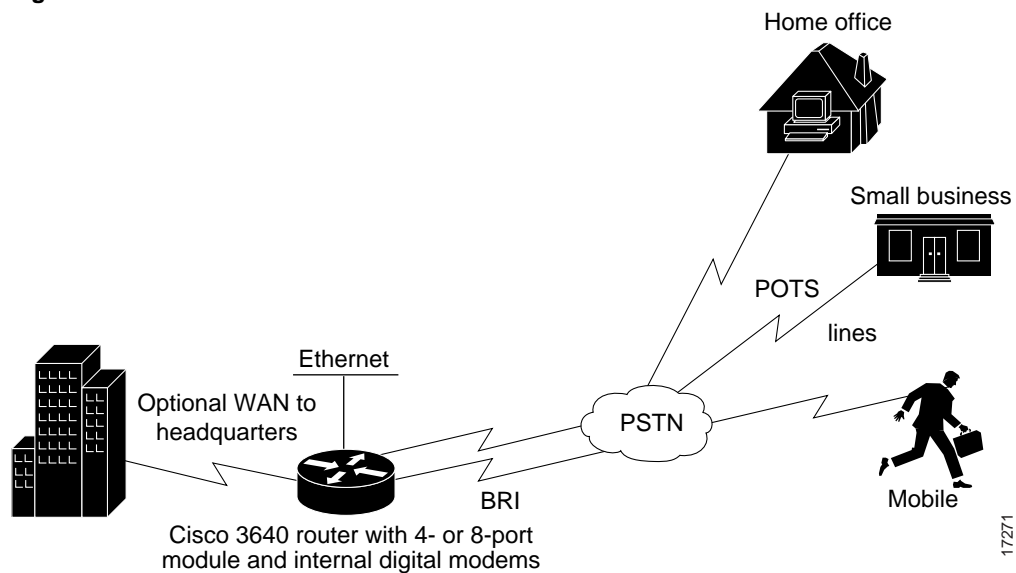 Home office
Small business
POTS
lines
Ethernet
Optional WAN to
headquarters
PSTN
BRI
Mobile
Cisco 3640 router with 4- or 8-port
module and internal digital modems
17271